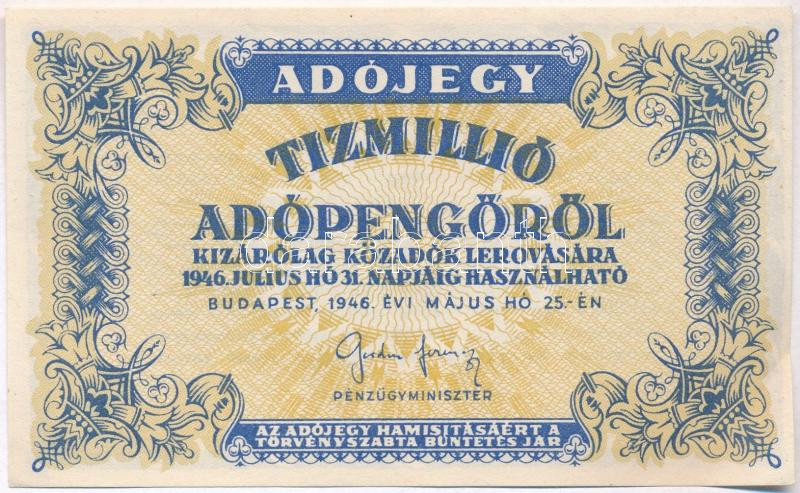 ADÓJEGY
TIZMILLIÓ
ADÓPENGŐRŐL
KIZÁRÓLAG KÖZADÓK LEROVÁSÁRA
1946. JULIUS HÓ 31. NAPJÁIG HASZNÁLHATÓ
BUDAPEST, 1946. ÉVI MÁJUS HÓ 25.-ÉN
PÉNZÜGYMINISZTER
AZ ADÓJEGY HAMISITÁSÁÉRT A
TÖRVÉNYSZABTA BÜNTETÉS JÁR